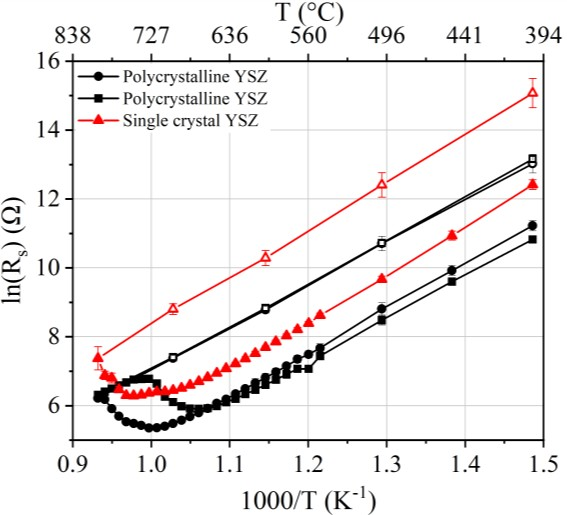 T (°C)
838 727 636 560 496 441 394
16
14
12
10
8
6
ln(Rs) (Ω)
Polycrystalline YSZ
Polycrystalline YSZ
Single crystal YSZ
0.9 1.0 1.1 1.2 1.3 1.4 1.5
1000/T (K-1)